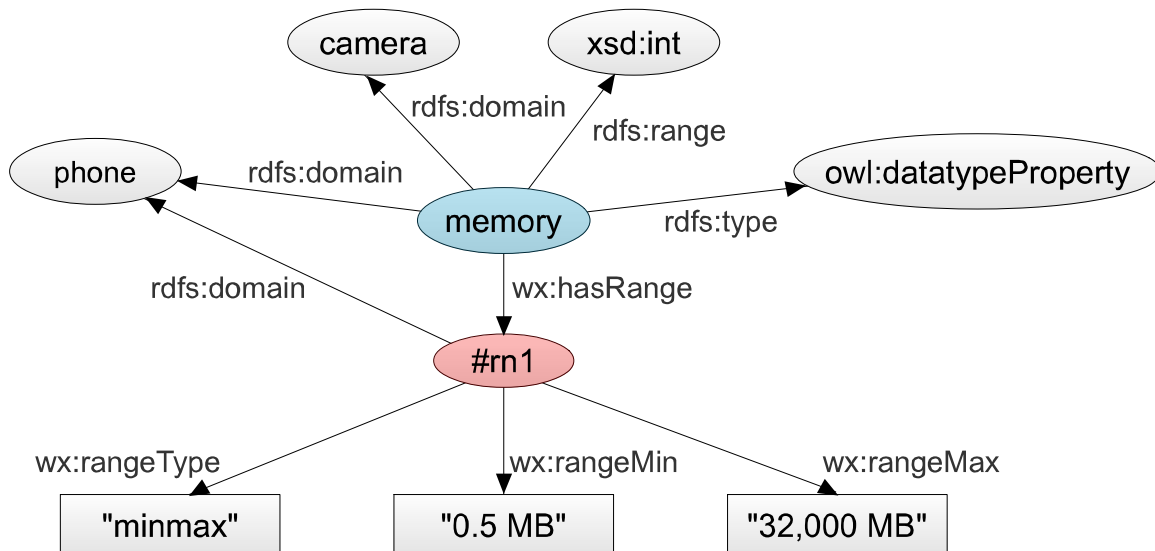 camera
xsd:int
rdfs:domain
rdfs:range
phone
rdfs:domain
owl:datatypeProperty
memory
rdfs:type
rdfs:domain
wx:hasRange
#rn1
wx:rangeType
wx:rangeMin
wx:rangeMax
"minmax"
"0.5 MB"
"32,000 MB"